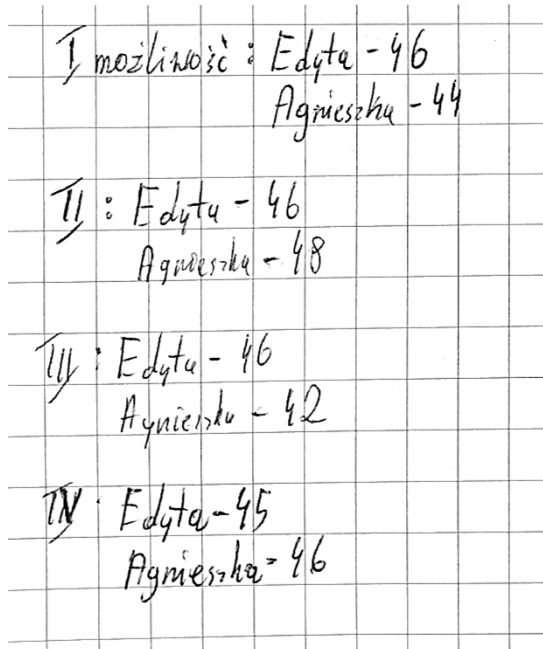 I możliwość : Edyta - 46
Agnieszka - 44
II : Edyta - 46
Agnieszka - 48
III : Edyta - 46
Agnieszka - 42
IV : Edyta - 45
Agnieszka - 46